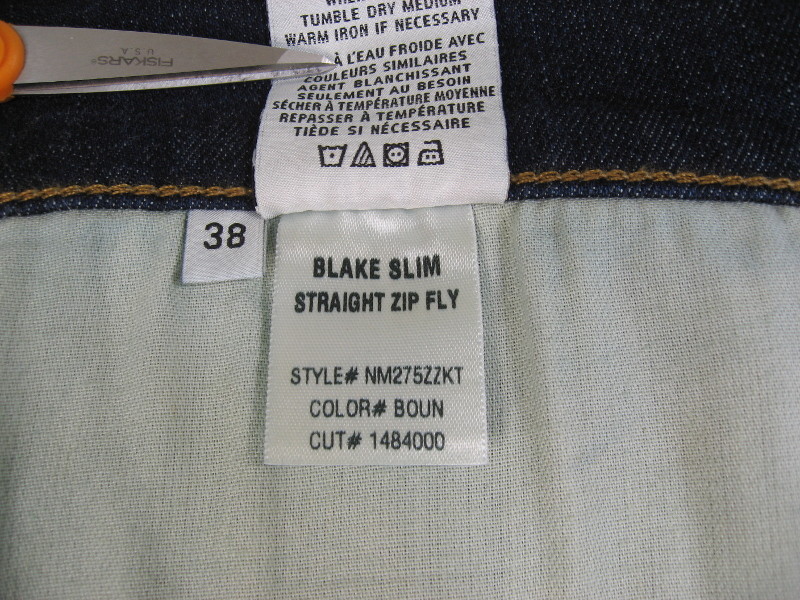 TUMBLE DRY MEDIUM
WARM IRON IF NECESSARY
À L'EAU FROIDE AVEC
COULEURS SIMILAIRES
AGENT BLANCHISSANT
SEULEMENT AU BESOIN
SÉCHER À TEMPÉRATURE MOYENNE
REPASSER À TEMPÉRATURE
TIÈDE SI NÉCESSAIRE
FISKARS
U.S.A
38
BLAKE SLIM
STRAIGHT ZIP FLY
STYLE# NM275ZZKT
COLOR# BOUN
CUT# 1484000